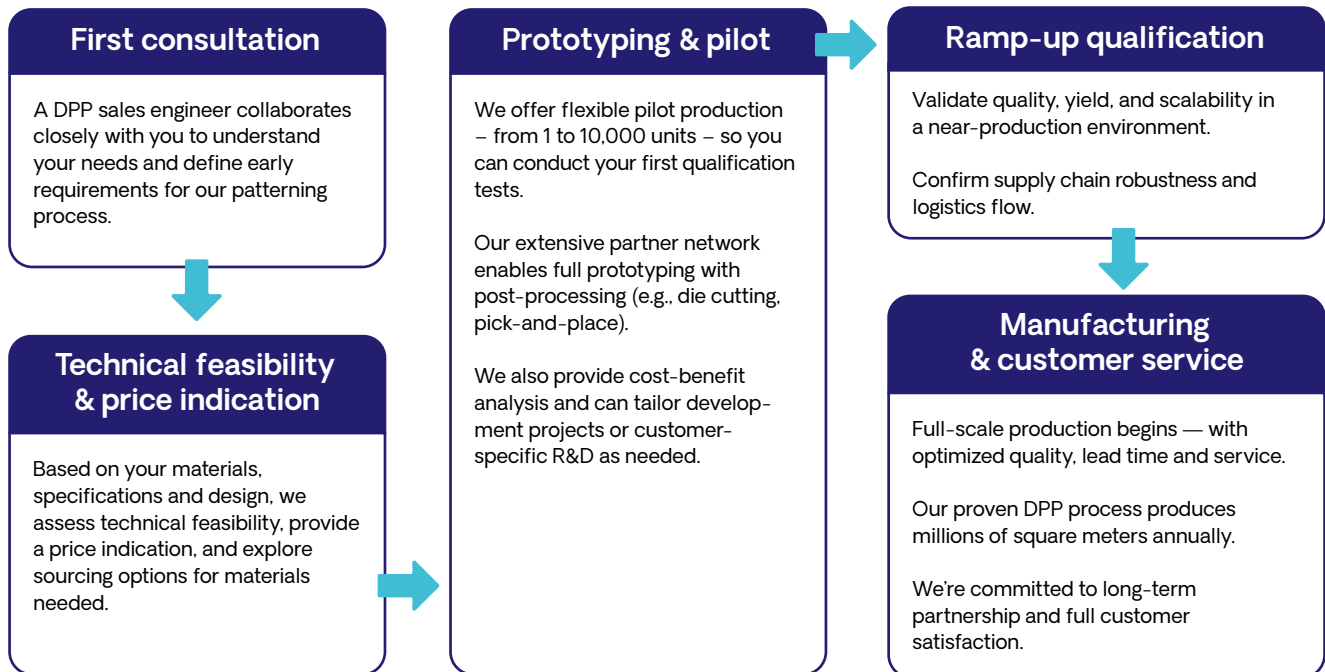 First consultation
A DPP sales engineer collaborates
closely with you to understand
your needs and define early
requirements for our patterning
process.
Technical feasibility
& price indication
Based on your materials,
specifications and design, we
assess technical feasibility, provide
a price indication, and explore
sourcing options for materials
needed.
Prototyping & pilot
We offer flexible pilot production
– from 1 to 10,000 units – so you
can conduct your first qualification
tests.
Our extensive partner network
enables full prototyping with
post-processing (e.g., die cutting,
pick-and-place).
We also provide cost-benefit
analysis and can tailor develop-
ment projects or customer-
specific R&D as needed.
Ramp-up qualification
Validate quality, yield, and scalability in
a near-production environment.
Confirm supply chain robustness and
logistics flow.
Manufacturing
& customer service
Full-scale production begins — with
optimized quality, lead time and service.
Our proven DPP process produces
millions of square meters annually.
We're committed to long-term
partnership and full customer
satisfaction.